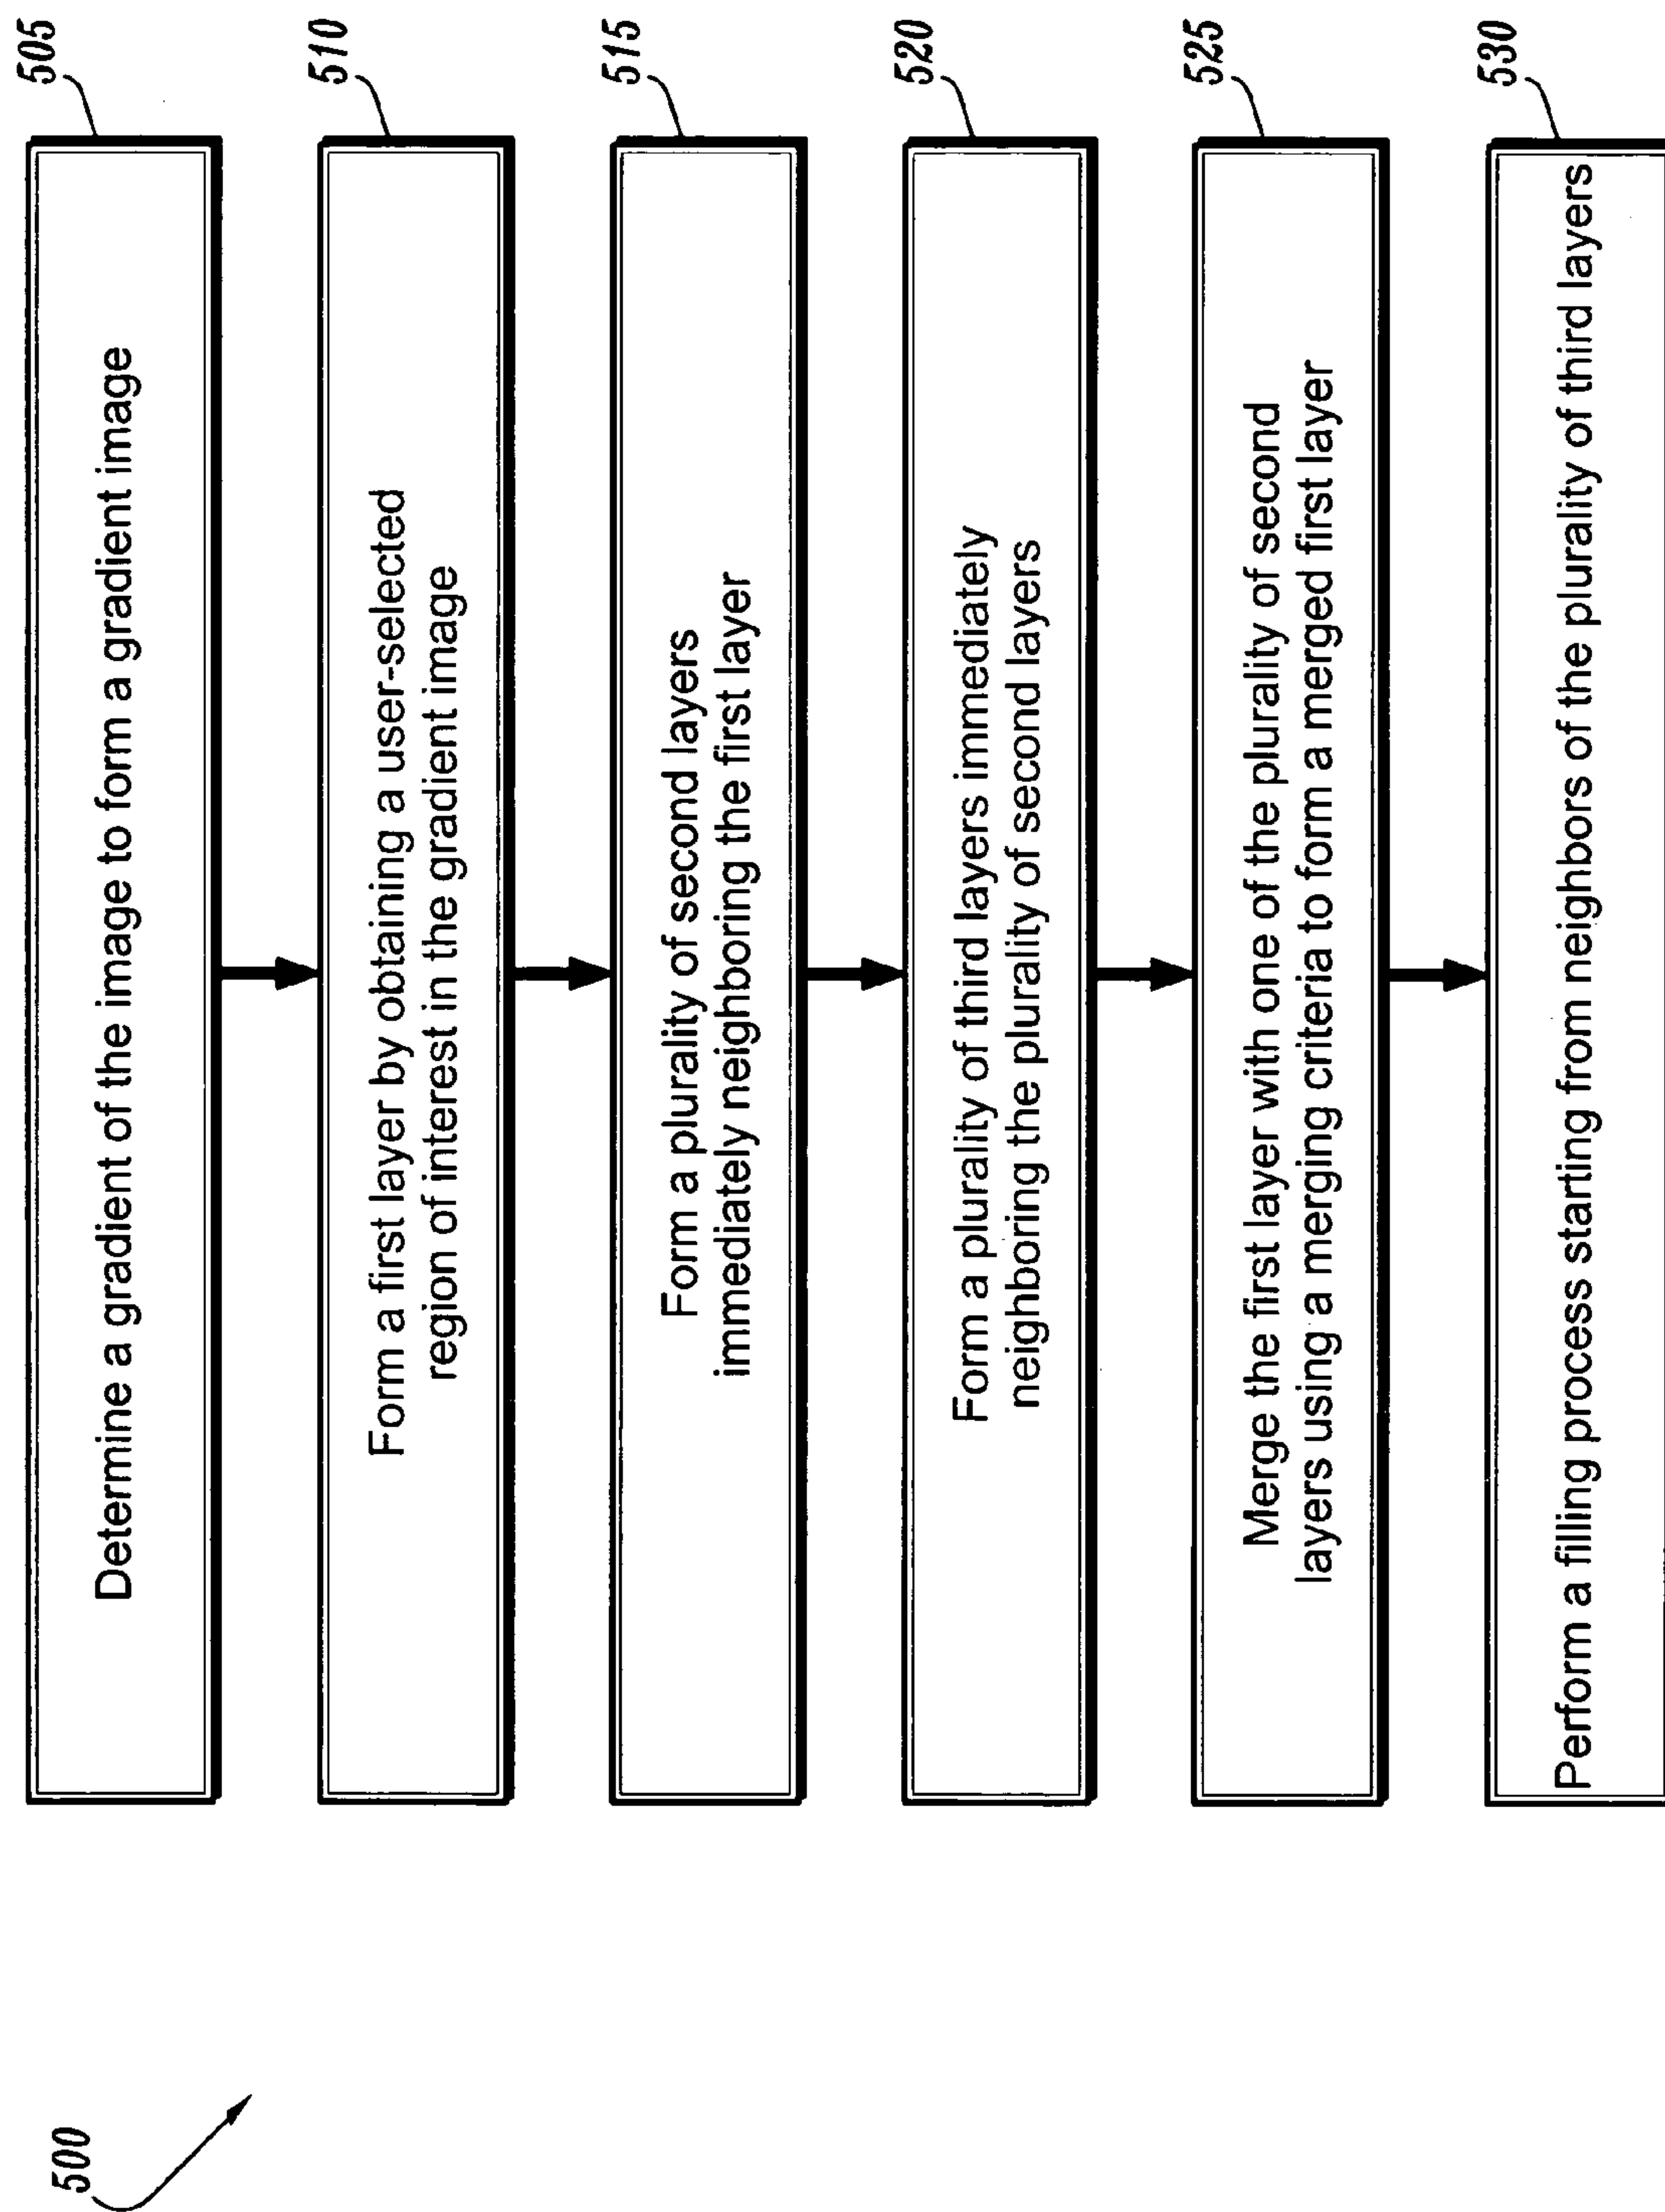 500
505
Determine a gradient of the image to form a gradient image
510
Form a first layer by obtaining a user-selected
region of interest in the gradient image
515
Form a plurality of second layers
immediately neighboring the first layer
520
Form a plurality of third layers immediately
neighboring the plurality of second layers
525
Merge the first layer with one of the plurality of second
layers using a merging criteria to form a merged first layer
530
Perform a filling process starting from neighbors of the plurality of third layers